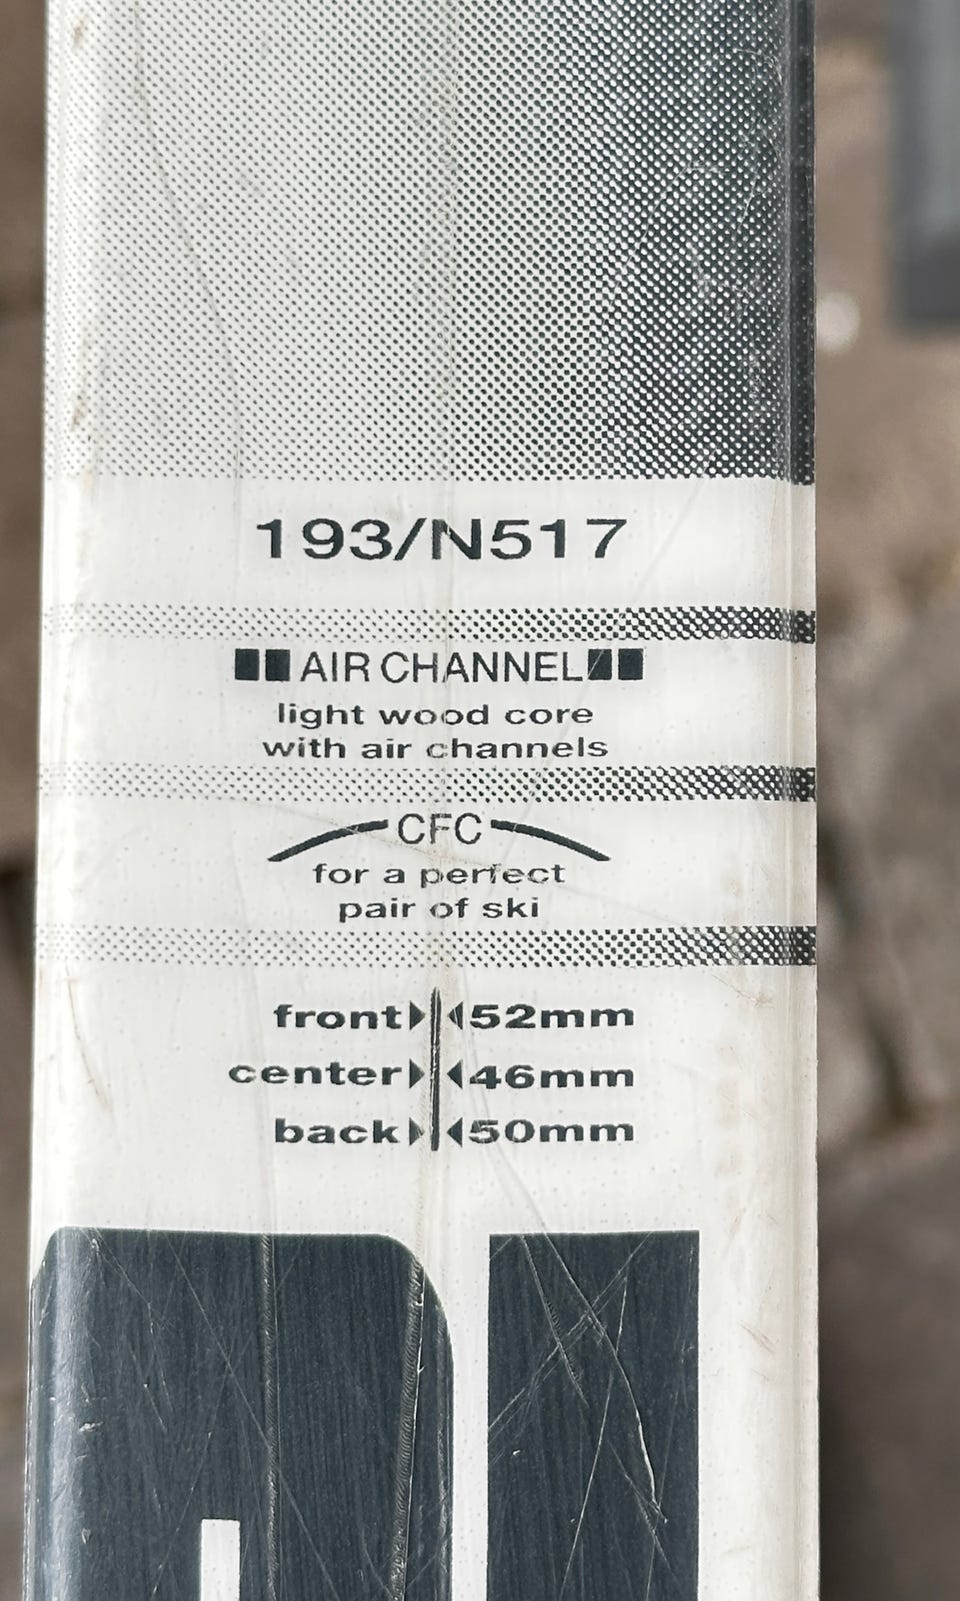 193/N517
AIR CHANNEL
light wood core
with air channels
CFC
for a perfect
pair of ski
front 52mm
center 46mm
back 50mm